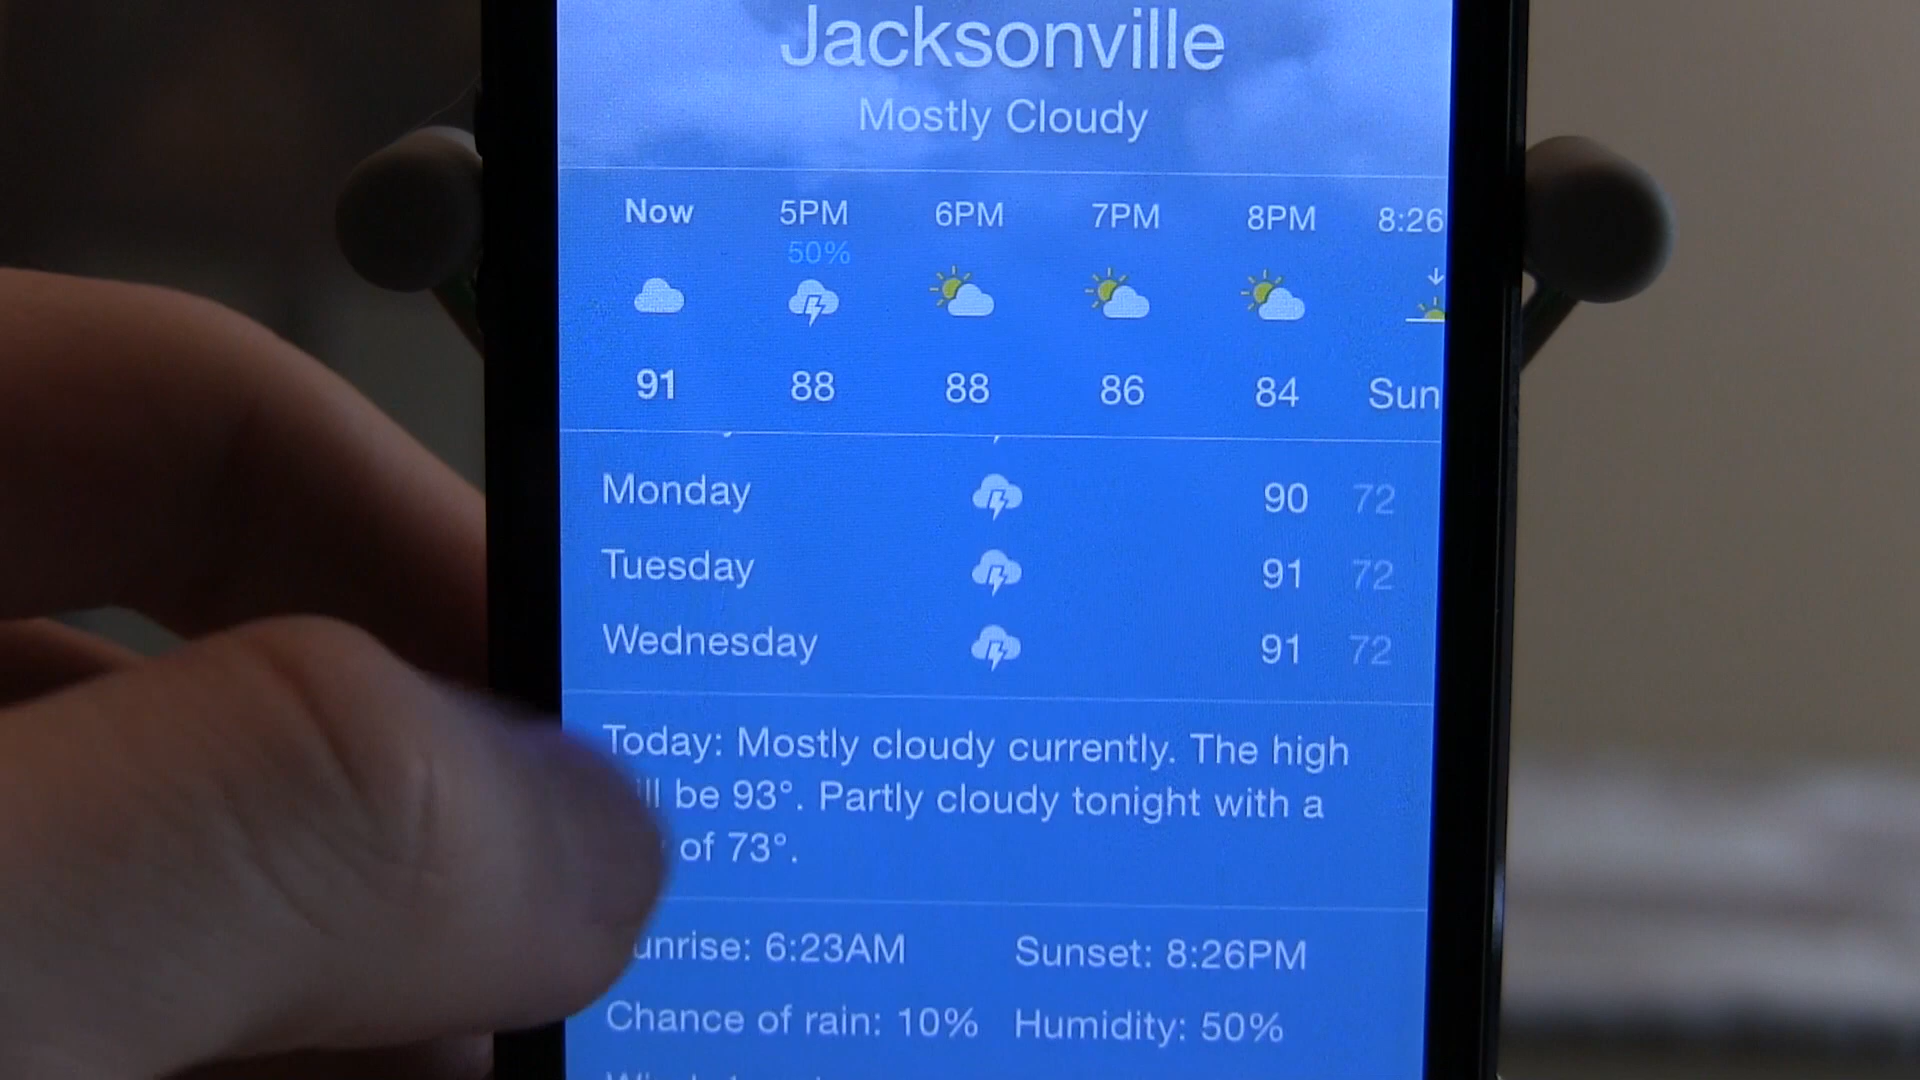 Jacksonville
Mostly Cloudy
Now 5PM 6PM 7PM 8PM 8:26
50%
91 88 88 86 84 Sun
Monday 90 72
Tuesday 91 72
Wednesday 91 72
Today: Mostly cloudy currently. The high
ll be 93°. Partly cloudy tonight with a
of 73°.
unrise: 6:23AM Sunset: 8:26PM
Chance of rain: 10% Humidity: 50%